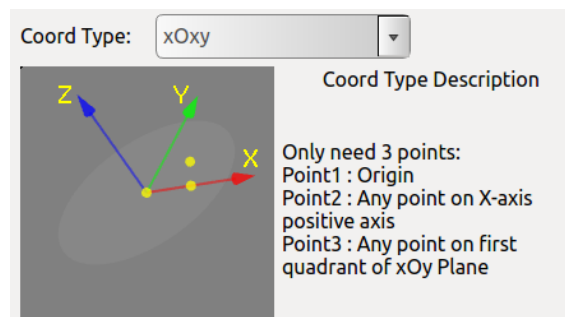 Coord Type: xOxy
Coord Type Description
Z
Y
X
Only need 3 points:
Point1 : Origin
Point2 : Any point on X-axis
positive axis
Point3 : Any point on first
quadrant of xOy Plane